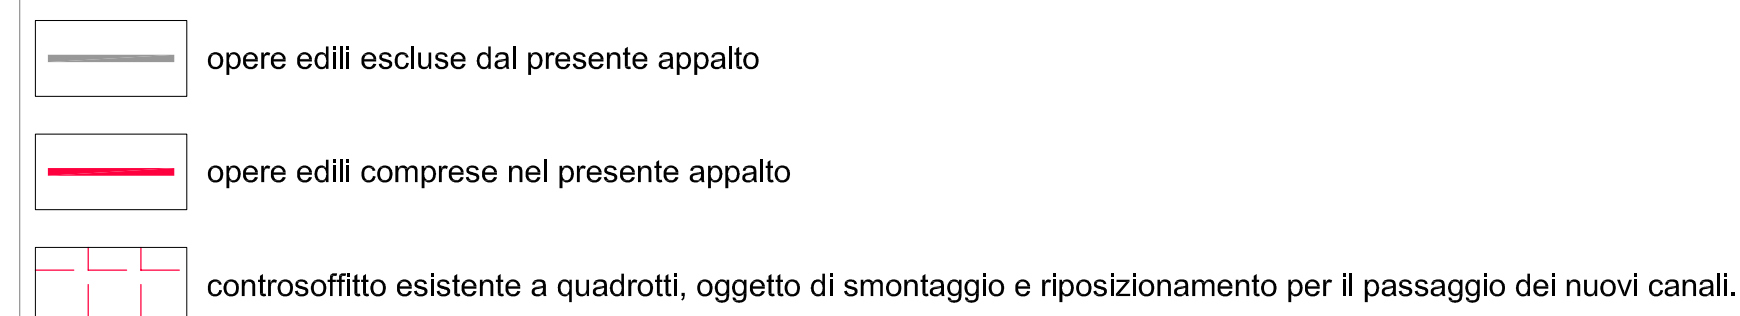 opere edili escluse dal presente appalto
opere edili comprese nel presente appalto
controsoffitto esistente a quadrotti, oggetto di smontaggio e riposizionamento per il passaggio dei nuovi canali.